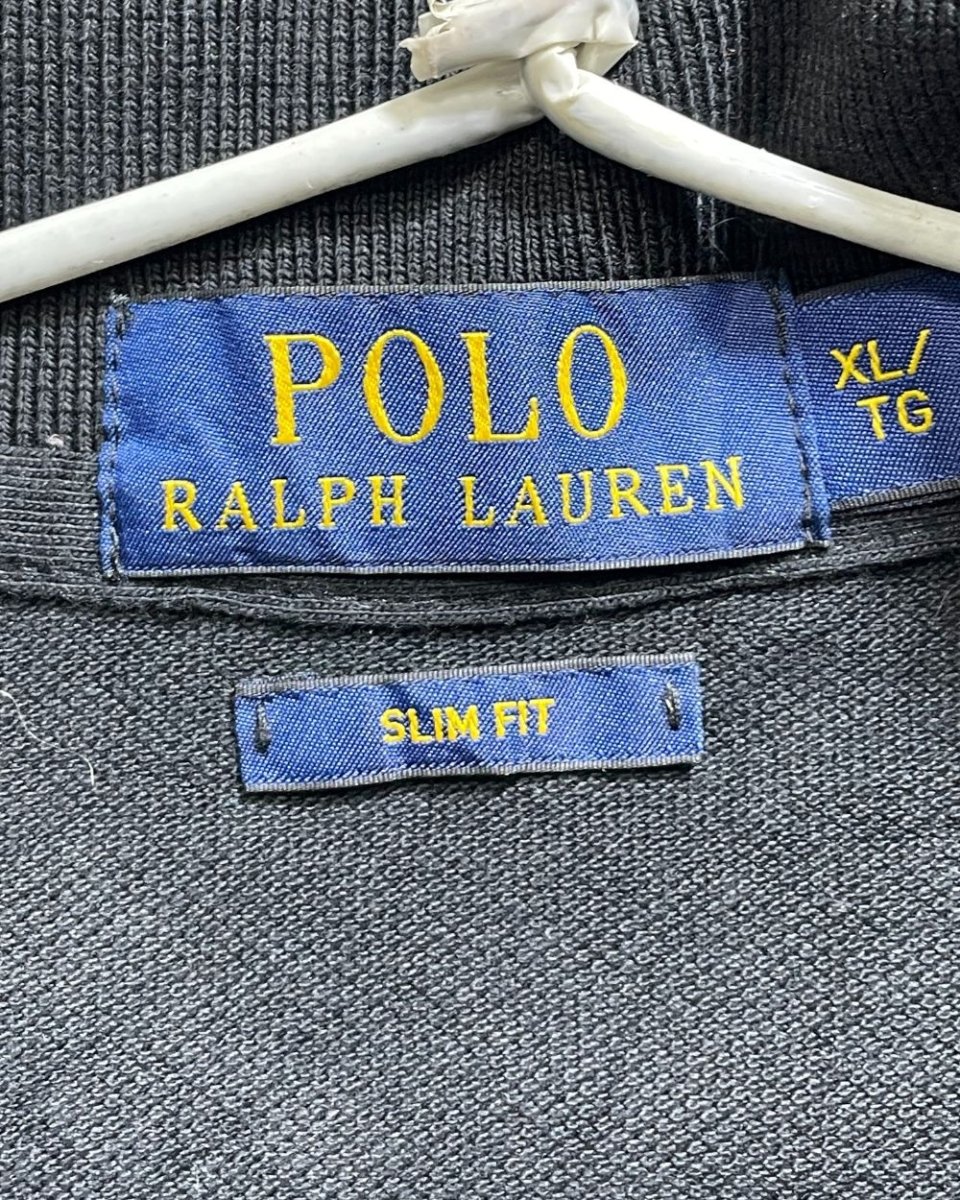 POLO
RALPH LAUREN
XL/
TG
SLIM FIT